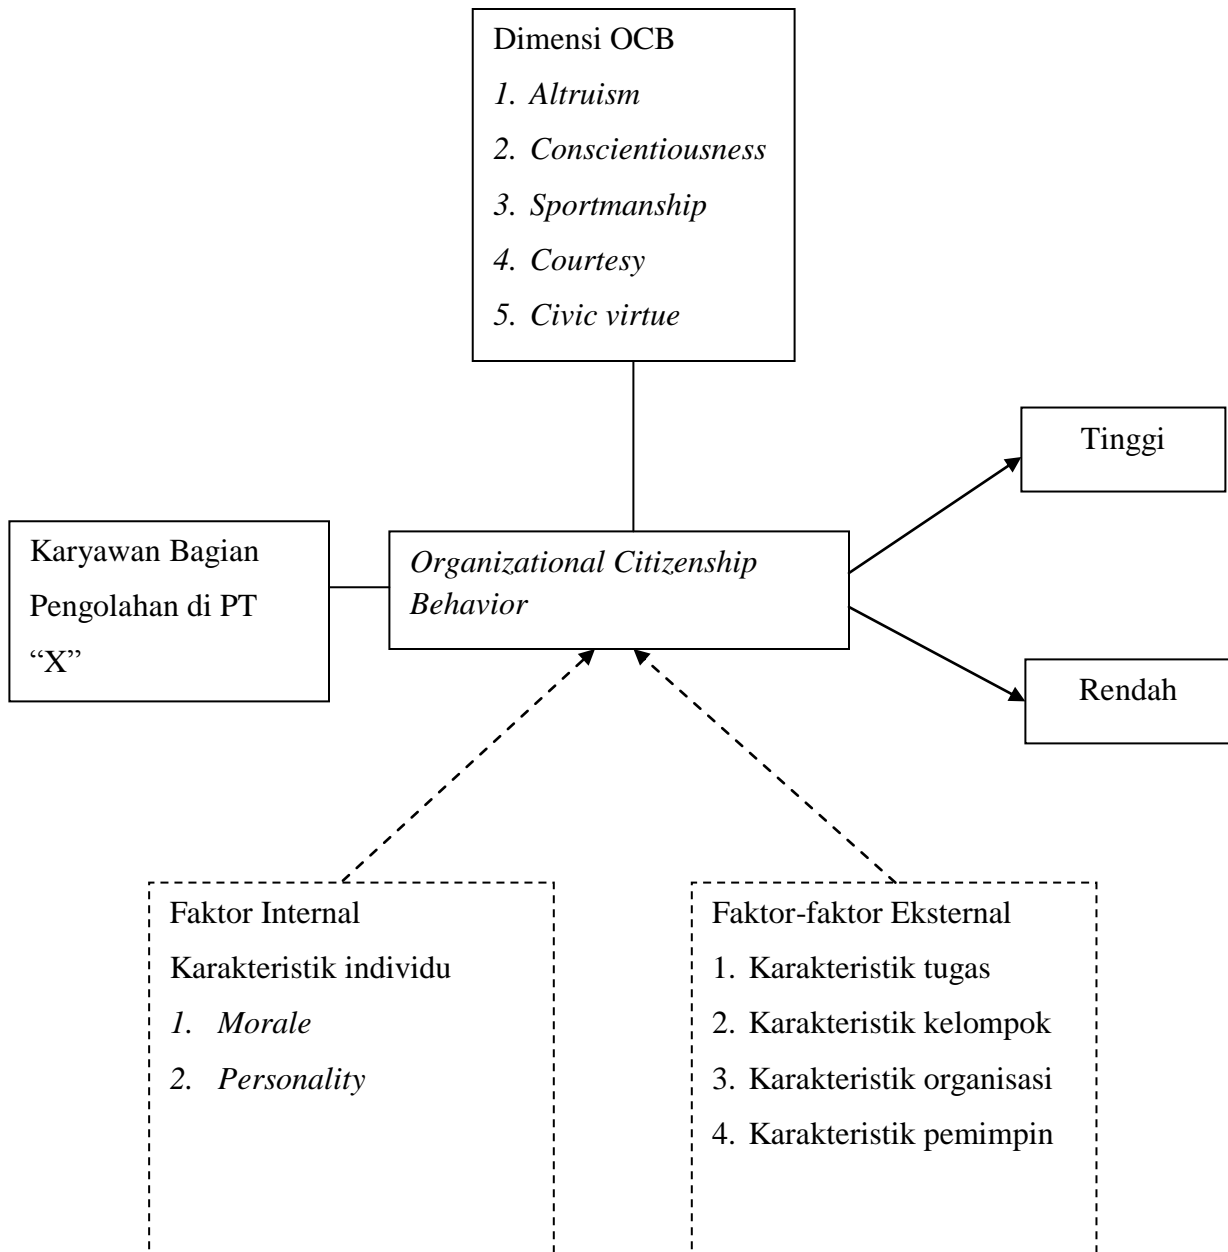 Dimensi OCB
1. Altruism
2. Conscientiousness
3. Sportmanship
4. Courtesy
5. Civic virtue
Tinggi
Karyawan Bagian
Pengolahan di PT
“X”
Organizational Citizenship
Behavior
Rendah
Faktor Internal
Karakteristik individu
1. Morale
2. Personality
Faktor-faktor Eksternal
1. Karakteristik tugas
2. Karakteristik kelompok
3. Karakteristik organisasi
4. Karakteristik pemimpin